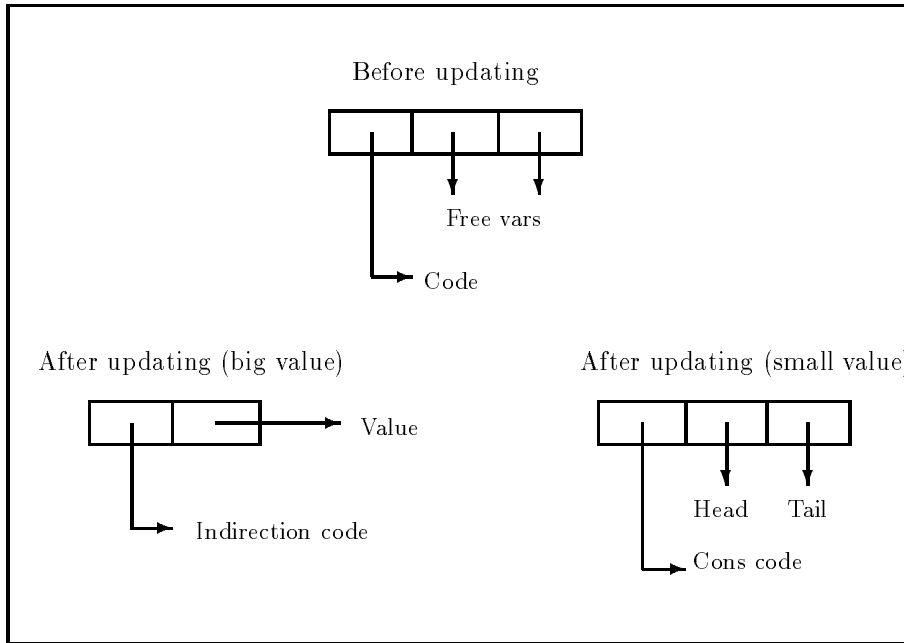 Before updating
Free vars
Code
After updating (big value)
After updating (small value)
Value
Head Tail
Indirection code
Cons code